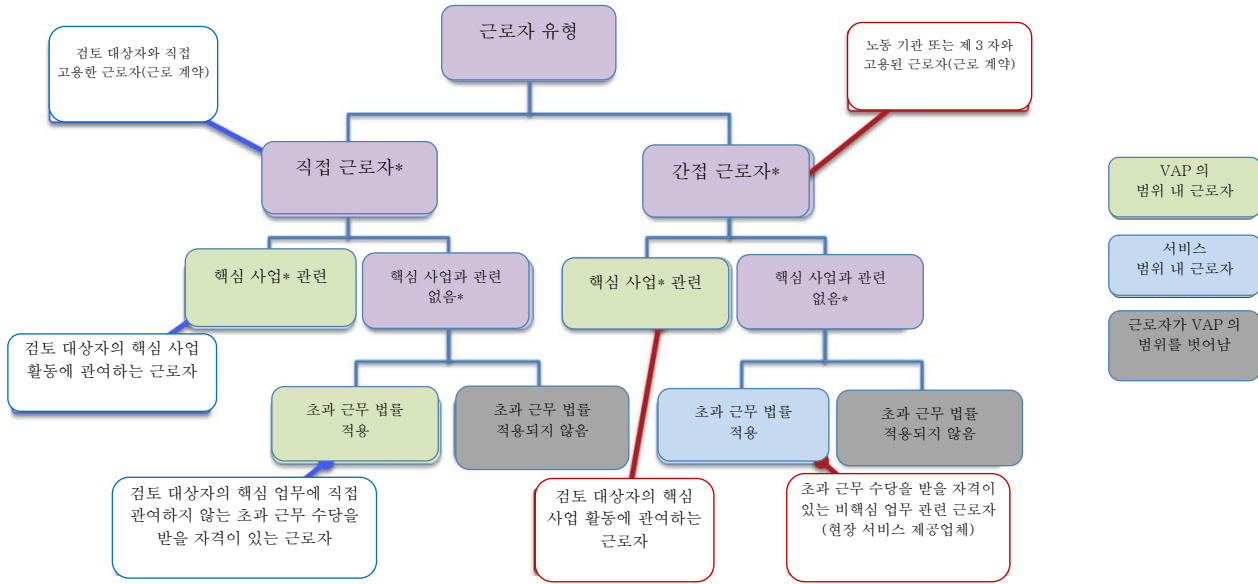 근로자 유형
검토 대상자와 직접
고용한 근로자(근로 계약)
노동 기관 또는 제 3 자와
고용된 근로자(근로 계약)
직접 근로자*
간접 근로자*
VAP 의
범위 내 근로자
서비스
범위 내 근로자
근로자가 VAP 의
범위를 벗어남
핵심 사업* 관련
핵심 사업과 관련
없음*
핵심 사업* 관련
핵심 사업과 관련
없음*
검토 대상자의 핵심 사업
활동에 관여하는 근로자
초과 근무 법률
적용
초과 근무 법률
적용되지 않음
초과 근무 법률
적용
초과 근무 법률
적용되지 않음
검토 대상자의 핵심 업무에 직접
관여하지 않는 초과 근무 수당을
받을 자격이 있는 근로자
검토 대상자의 핵심
사업 활동에 관여하는
근로자
초과 근무 수당을 받을 자격이
있는 비핵심 업무 관련 근로자
(현장 서비스 제공업체)